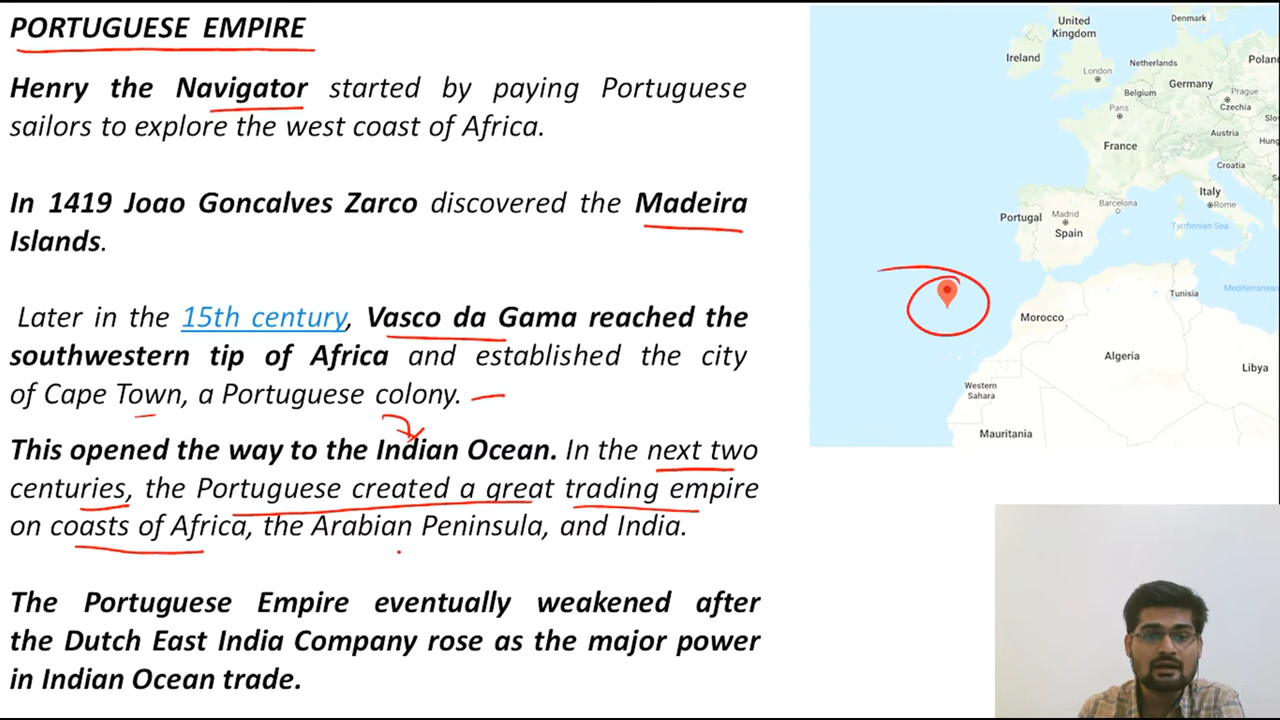 PORTUGUESE EMPIRE
Henry the Navigator started by paying Portuguese
sailors to explore the west coast of Africa.
In 1419 Joao Goncalves Zarco discovered the Madeira
Islands.
Later in the 15th century, Vasco da Gama reached the
southwestern tip of Africa and established the city
of Cape Town, a Portuguese colony.
This opened the way to the Indian Ocean. In the next two
centuries, the Portuguese created a great trading empire
on coasts of Africa, the Arabian Peninsula, and India.
The Portuguese Empire eventually weakened after
the Dutch East India Company rose as the major power
in Indian Ocean trade.
United
Kingdom
Denmark
Ireland
Netherlands
Poland
London
Germany
Belgium
Prague
Paris
Czechia
Slo
Austria
France
Hung
Croatia
Italy
Rome
Portugal
Madrid
Barcelona
Spain
Tyrrhenian Sea
Tunisia
Mediterranean
Morocco
Algeria
Libya
Western
Sahara
Mauritania